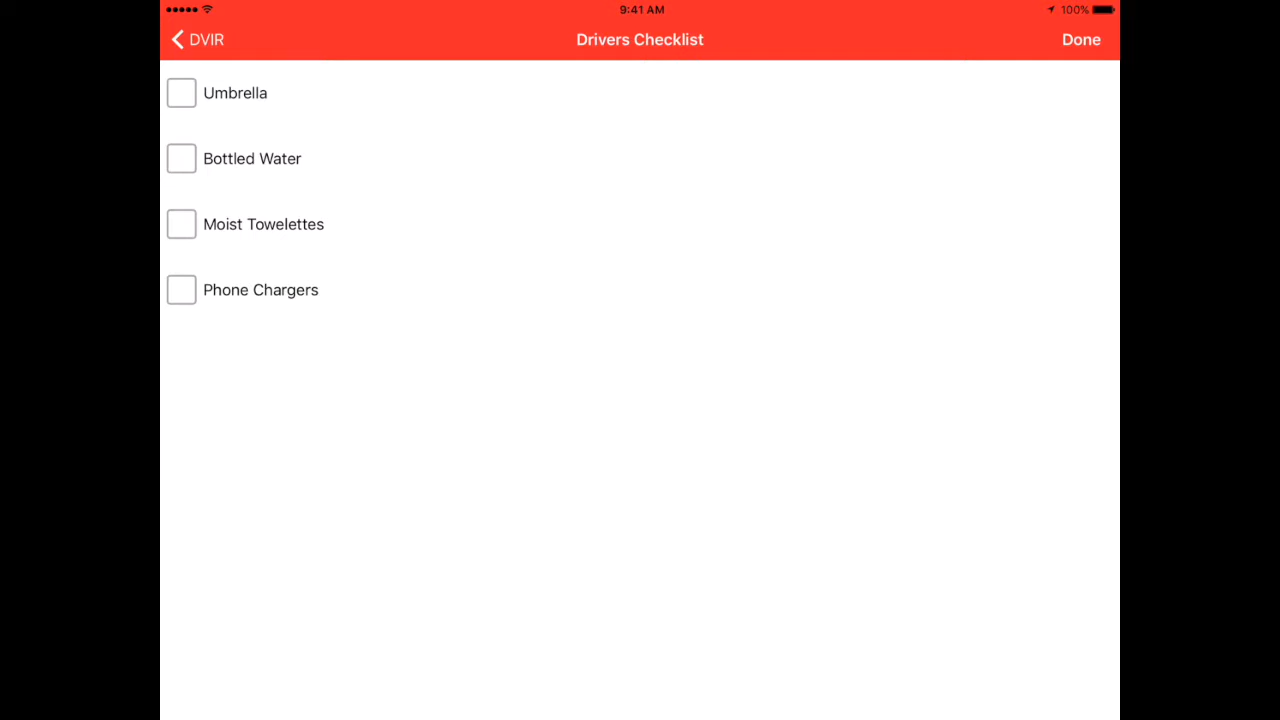 9:41 AM
100%
DVIR
Drivers Checklist
Done
Umbrella
Bottled Water
Moist Towelettes
Phone Chargers